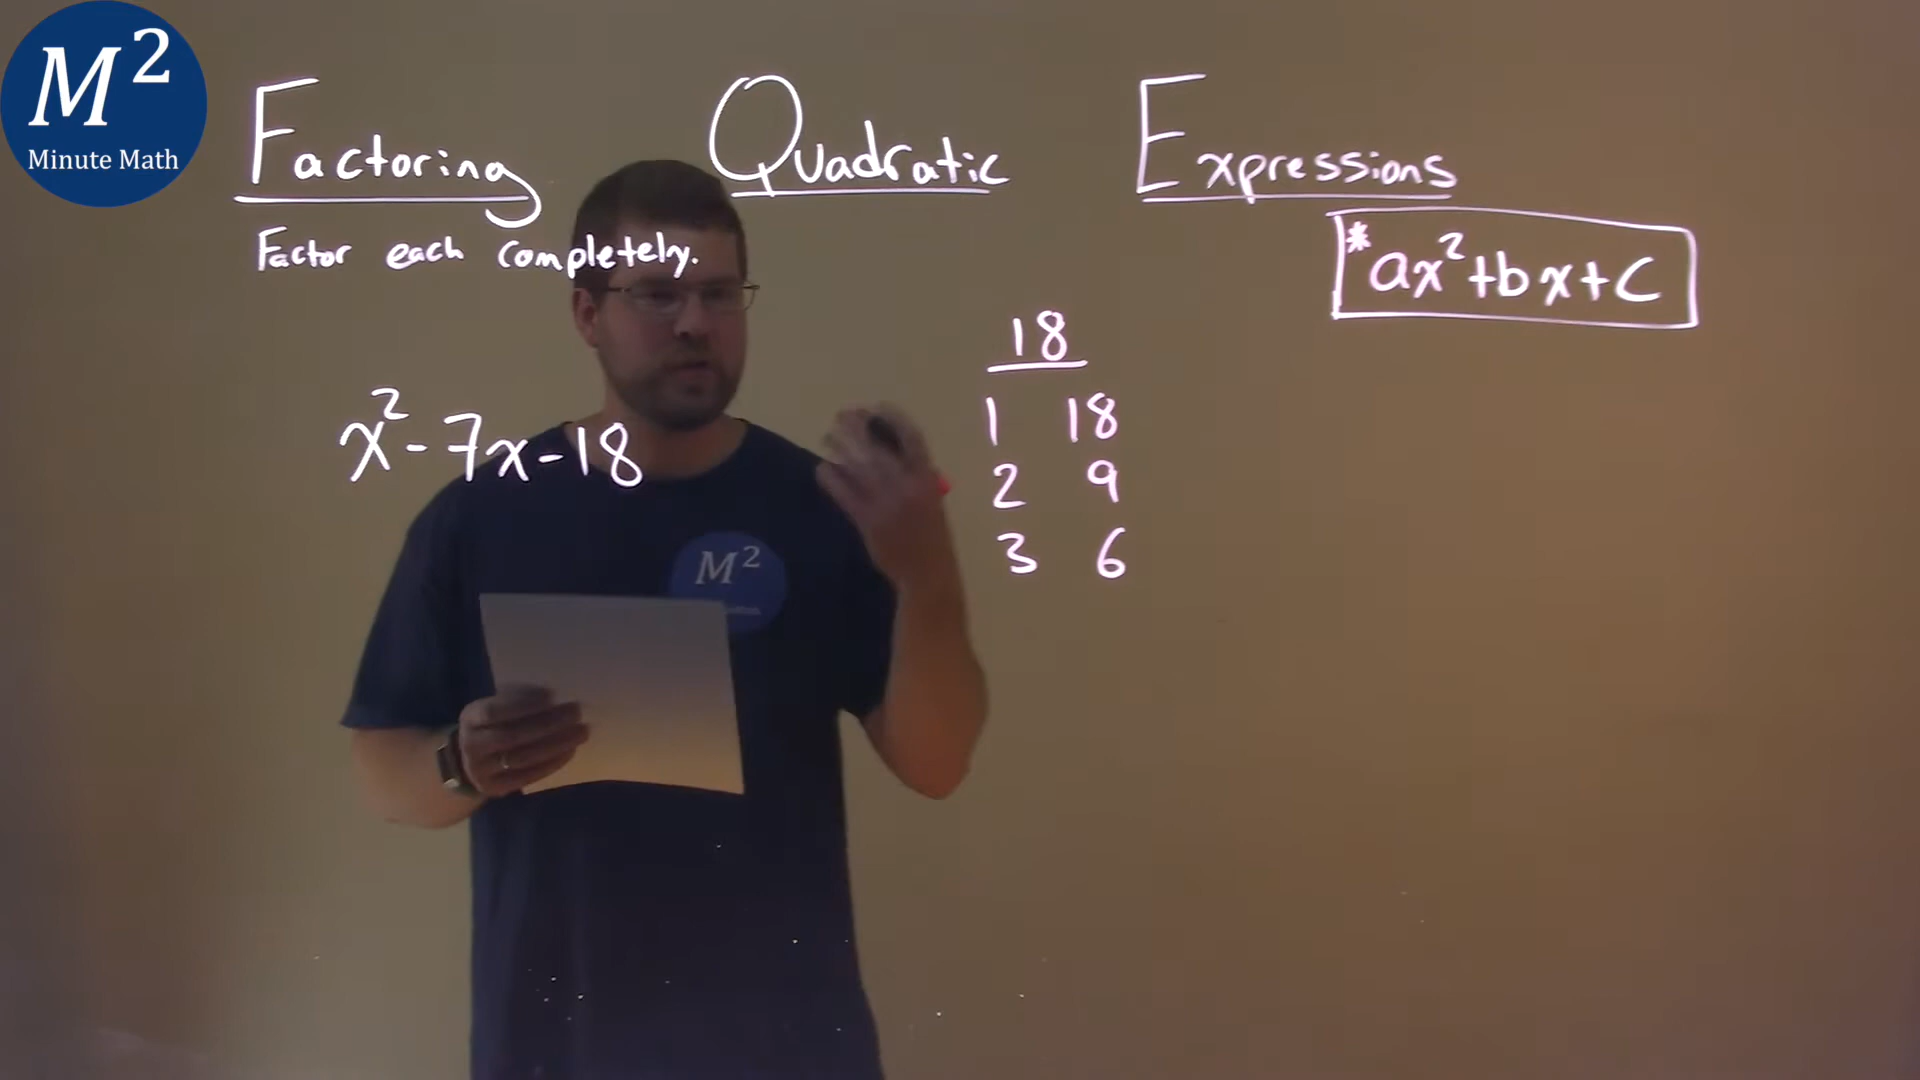 M²
Minute Math
Factoring Quadratic Expressions
Factor each completely.
*ax²+bx+c
x²-7x-18
18
1 18
2 9
3 6
M²